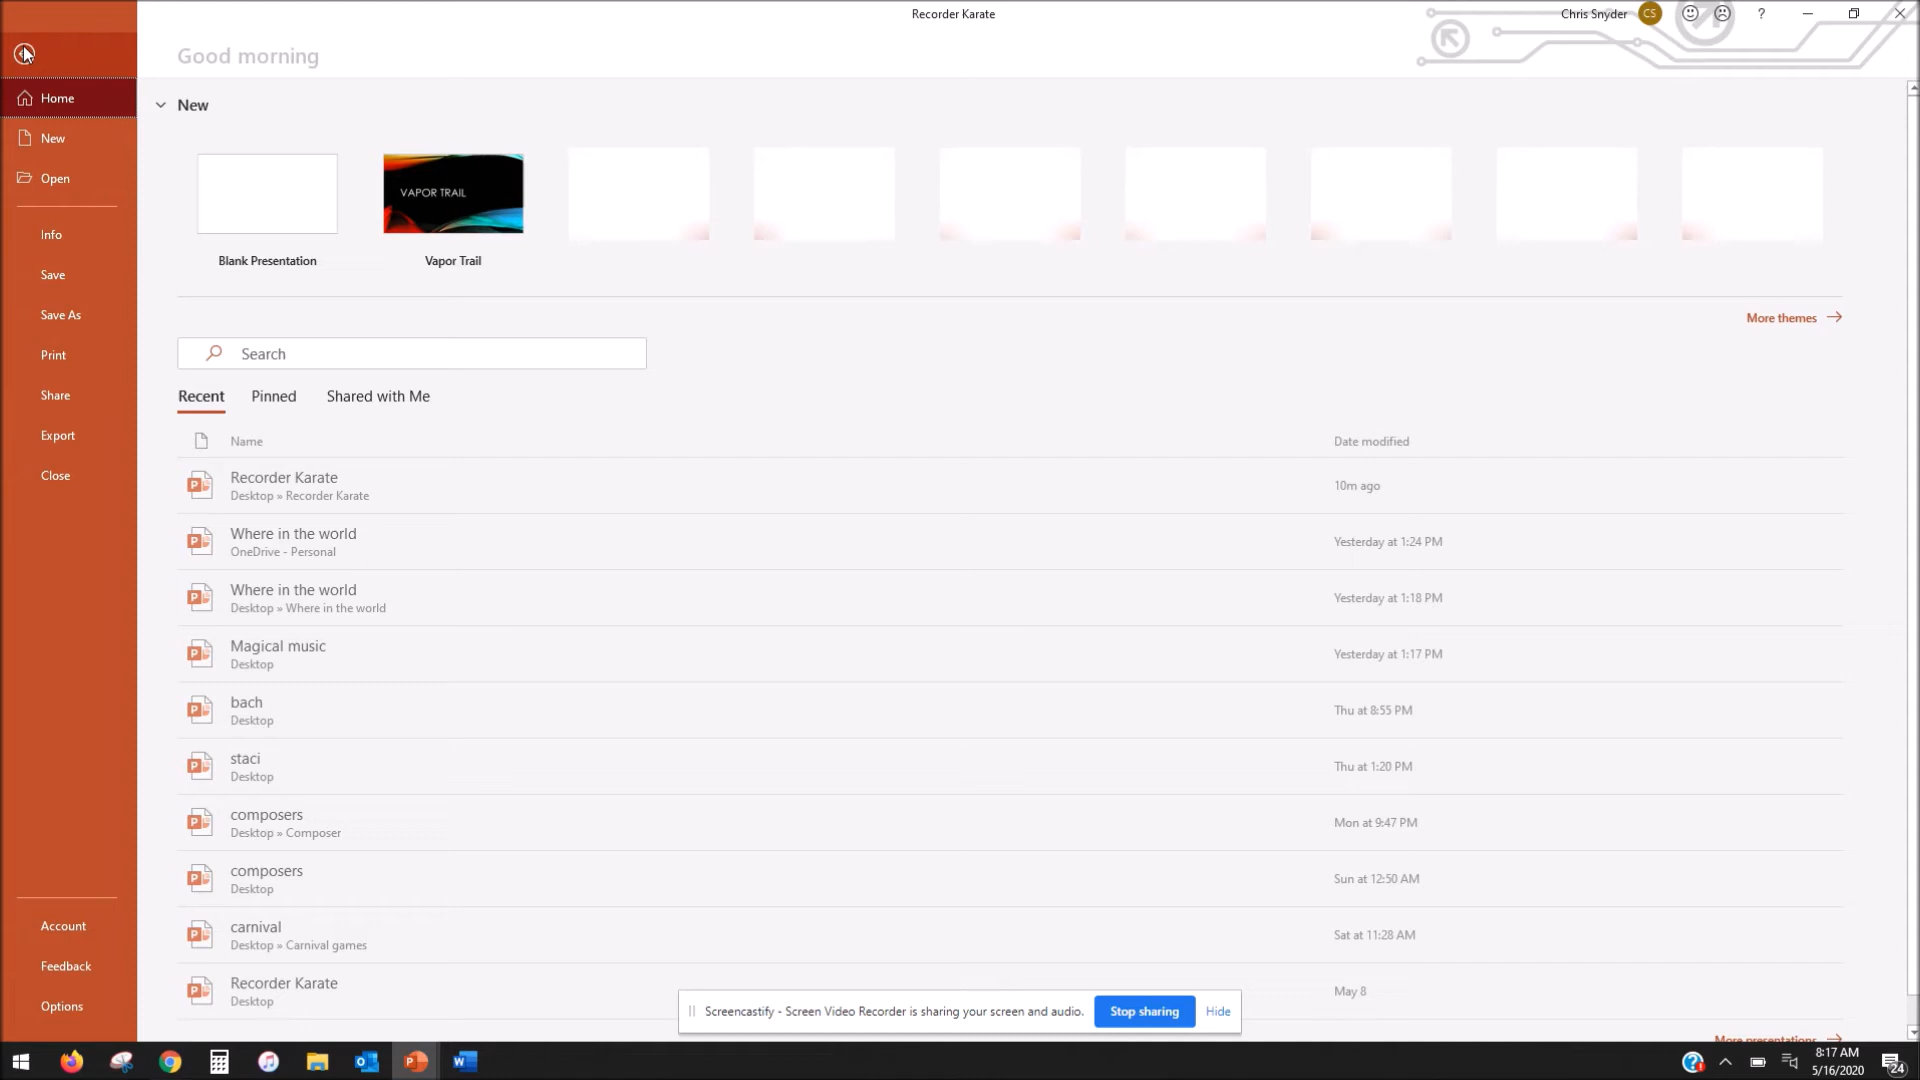 Recorder Karate
Chris Snyder
CS
?
Good morning
Home
New
Open
Info
Save
Save As
Print
Share
Export
Close
Account
Feedback
Options
New
VAPOR TRAIL
Blank Presentation
Vapor Trail
More themes
Search
Recent Pinned Shared with Me
Name Date modified
Recorder Karate
Desktop » Recorder Karate
10m ago
Where in the world
OneDrive - Personal
Yesterday at 1:24 PM
Where in the world
Desktop » Where in the world
Yesterday at 1:18 PM
Magical music
Desktop
Yesterday at 1:17 PM
bach
Desktop
Thu at 8:55 PM
staci
Desktop
Thu at 1:20 PM
composers
Desktop » Composer
Mon at 9:47 PM
composers
Desktop
Sun at 12:50 AM
carnival
Desktop » Carnival games
Sat at 11:28 AM
Recorder Karate
Desktop
May 8
More presentations
Screencastify - Screen Video Recorder is sharing your screen and audio.
Stop sharing
Hide
8:17 AM
5/16/2020
24